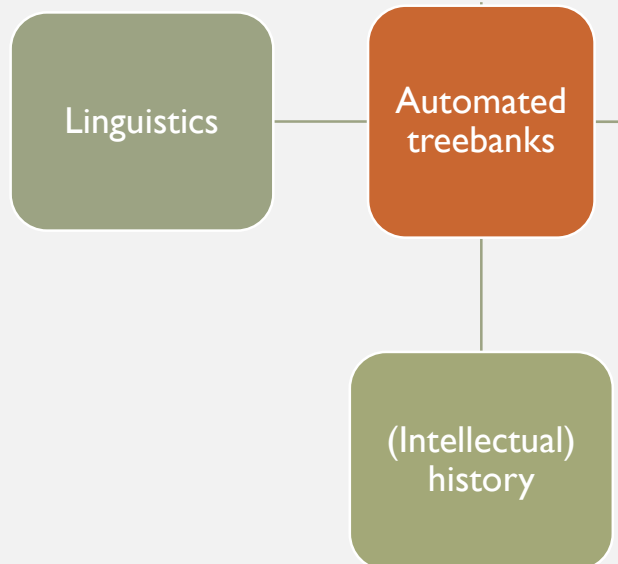 Linguistics
Automated
treebanks
(Intellectual)
history